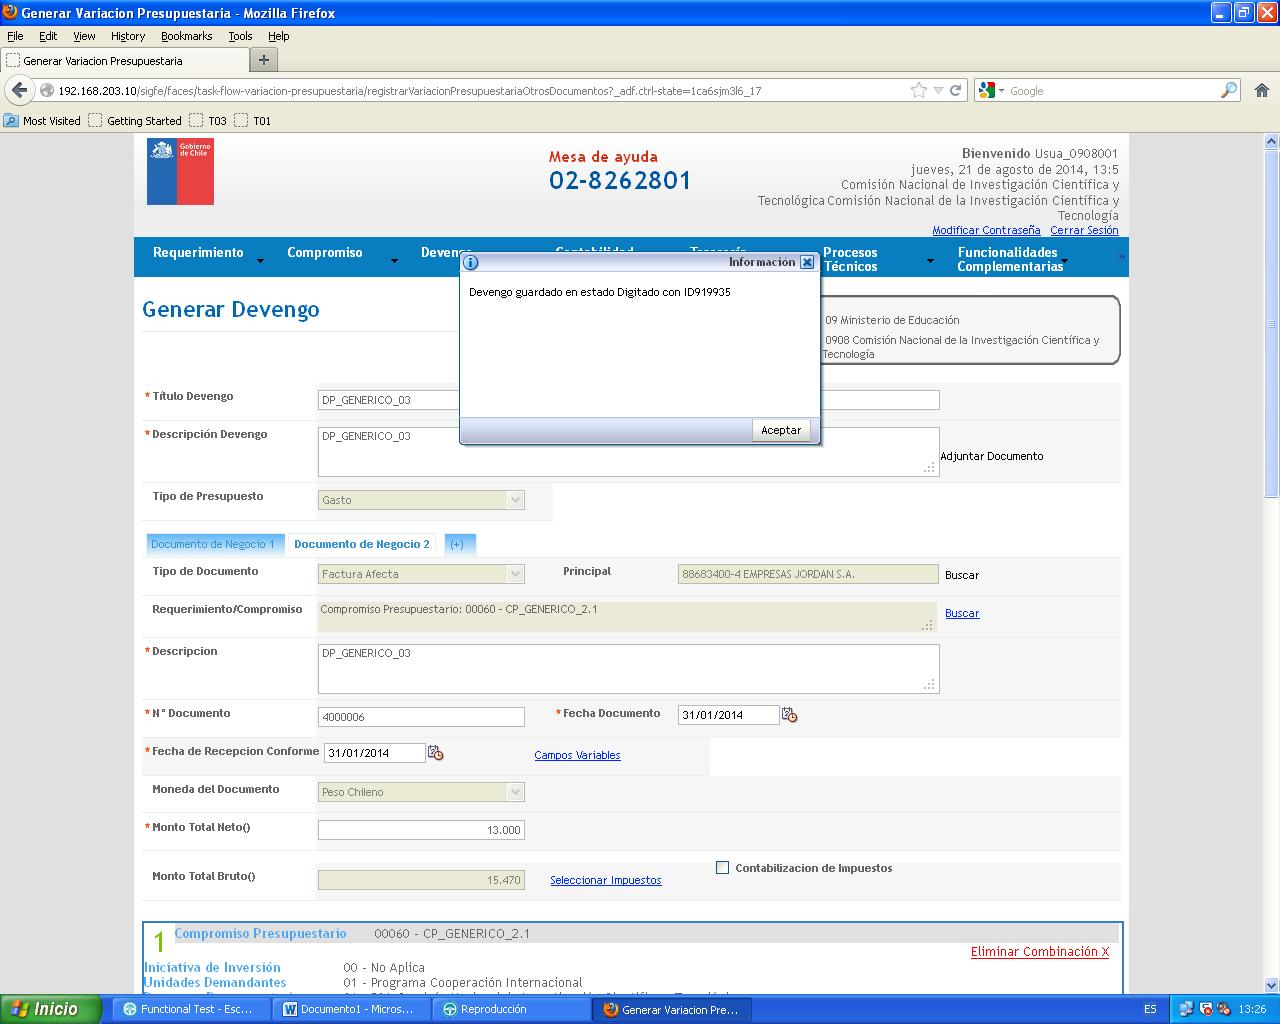 Generar Variacion Presupuestaria - Mozilla Firefox
File Edit View History Bookmarks Tools Help
Generar Variacion Presupuestaria +
192.168.203.10/sigfe/faces/task-flow-variacion-presupuestaria/registrarVariacionPresupuestariaOtrosDocumentos?_adf.ctrl-state=1ca6sjm3l6_17 Google
Most Visited Getting Started T03 T01
Gobierno
de Chile
Mesa de ayuda
02-8262801
Bienvenido Usua_0908001
jueves, 21 de agosto de 2014, 13:5
Comisión Nacional de Investigación Científica y
Tecnológica Comisión Nacional de la Investigación Científica y
Tecnología
Modificar Contraseña Cerrar Sesión
Requerimiento Compromiso Devengo Contabilidad Tesorería Procesos Técnicos Funcionalidades Complementarias »
Información
Devengo guardado en estado Digitado con ID919935
Aceptar
Generar Devengo
09 Ministerio de Educación
0908 Comisión Nacional de la Investigación Científica y
Tecnología
* Título Devengo DP_GENERICO_03
* Descripción Devengo DP_GENERICO_03
Adjuntar Documento
Tipo de Presupuesto Gasto
Documento de Negocio 1 Documento de Negocio 2 (+)
Tipo de Documento Factura Afecta Principal 88683400-4 EMPRESAS JORDAN S.A. Buscar
Requerimiento/Compromiso Compromiso Presupuestario: 00060 - CP_GENERICO_2.1 Buscar
* Descripcion DP_GENERICO_03
* N° Documento 4000006 * Fecha Documento 31/01/2014
* Fecha de Recepcion Conforme 31/01/2014 Campos Variables
Moneda del Documento Peso Chileno
* Monto Total Neto() 13.000
Monto Total Bruto() 15.470 Seleccionar Impuestos Contabilizacion de Impuestos
1 Compromiso Presupuestario 00060 - CP_GENERICO_2.1
Eliminar Combinación X
Iniciativa de Inversión 00 - No Aplica
Unidades Demandantes 01 - Programa Cooperación Internacional
Inicio Functional Test - Esc... Documento1 - Micros... Reproducción Generar Variacion Pre... ES 13:26